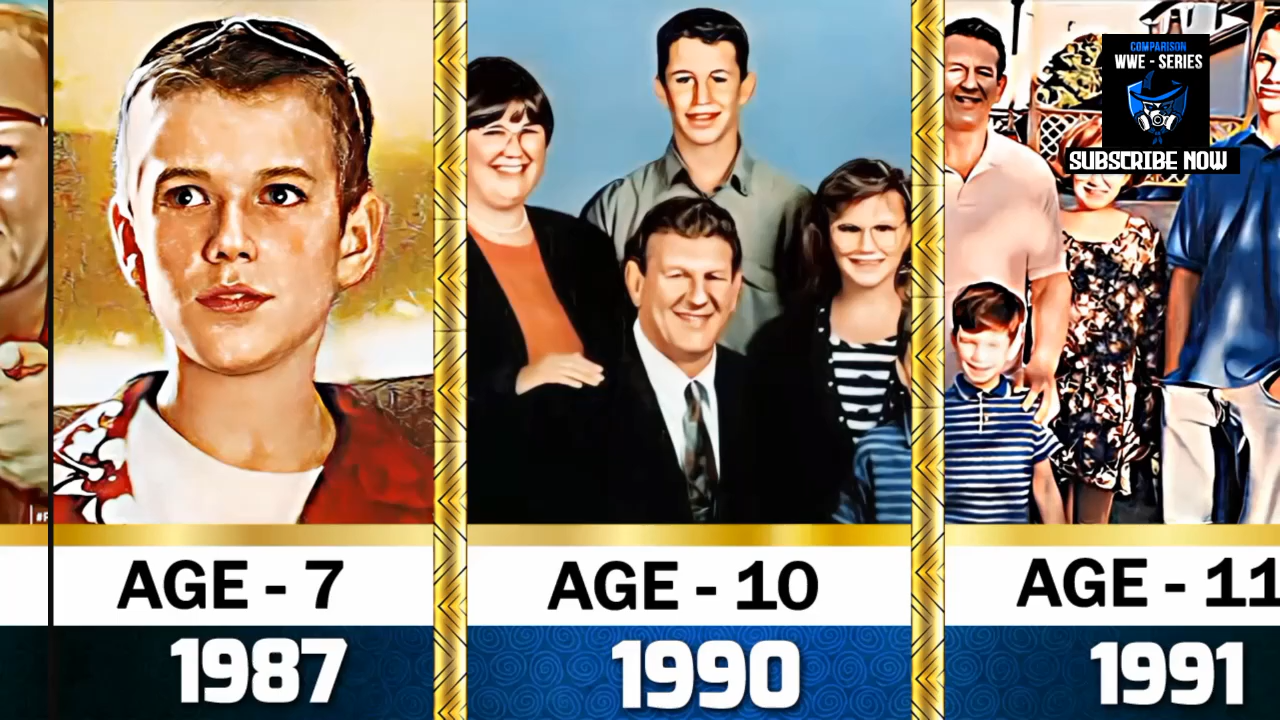 COMPARISON
WWE - SERIES
SUBSCRIBE NOW
AGE - 7
AGE - 10
AGE - 11
1987
1990
1991